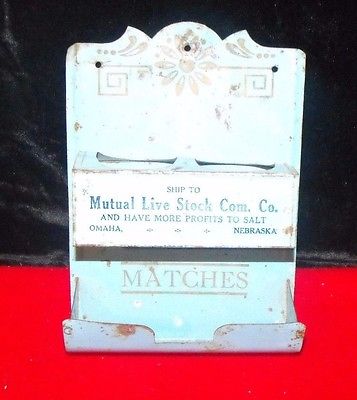 SHIP TO
Mutual Live Stock Com. Co.
AND HAVE MORE PROFITS TO SALT
OMAHA, NEBRASKA
MATCHES